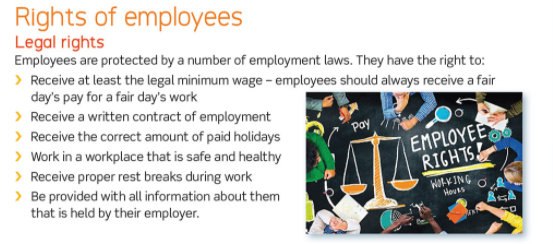 Rights of employees
Legal rights
Employees are protected by a number of employment laws. They have the right to:
› Receive at least the legal minimum wage – employees should always receive a fair
day's pay for a fair day's work
› Receive a written contract of employment
› Receive the correct amount of paid holidays
› Work in a workplace that is safe and healthy
› Receive proper rest breaks during work
› Be provided with all information about them
that is held by their employer.
Pay
EMPLOYEE
RIGHTS!
WORKING
HOURS